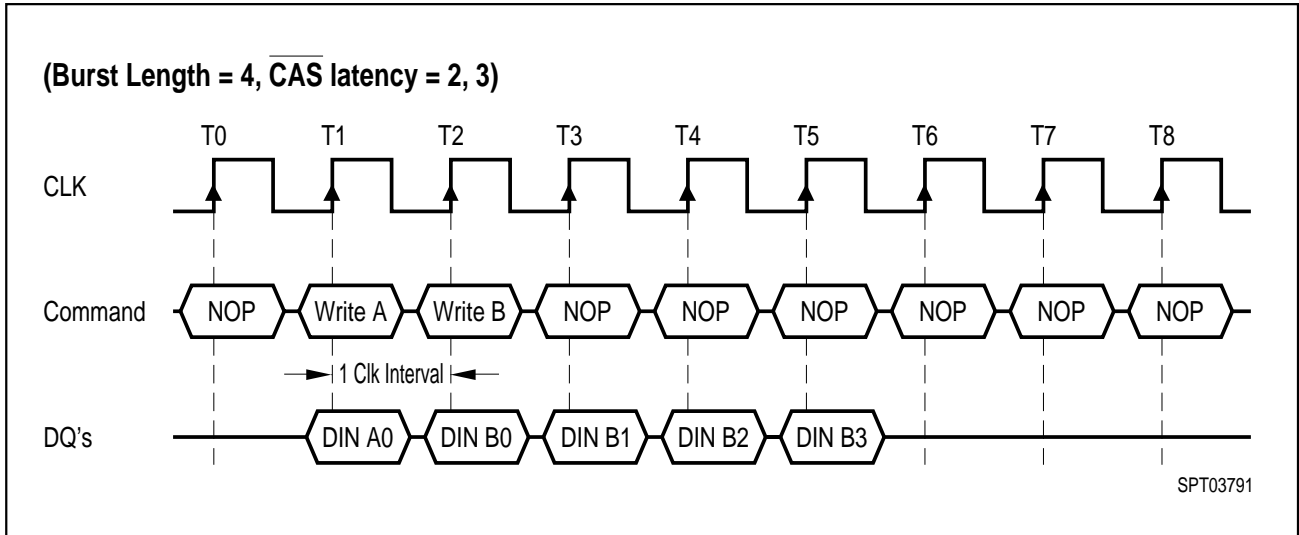 (Burst Length = 4, CAS latency = 2, 3)
T0 T1 T2 T3 T4 T5 T6 T7 T8
CLK
Command NOP Write A Write B NOP NOP NOP NOP NOP NOP
1 Clk Interval
DQ's DIN A0 DIN B0 DIN B1 DIN B2 DIN B3
SPT03791